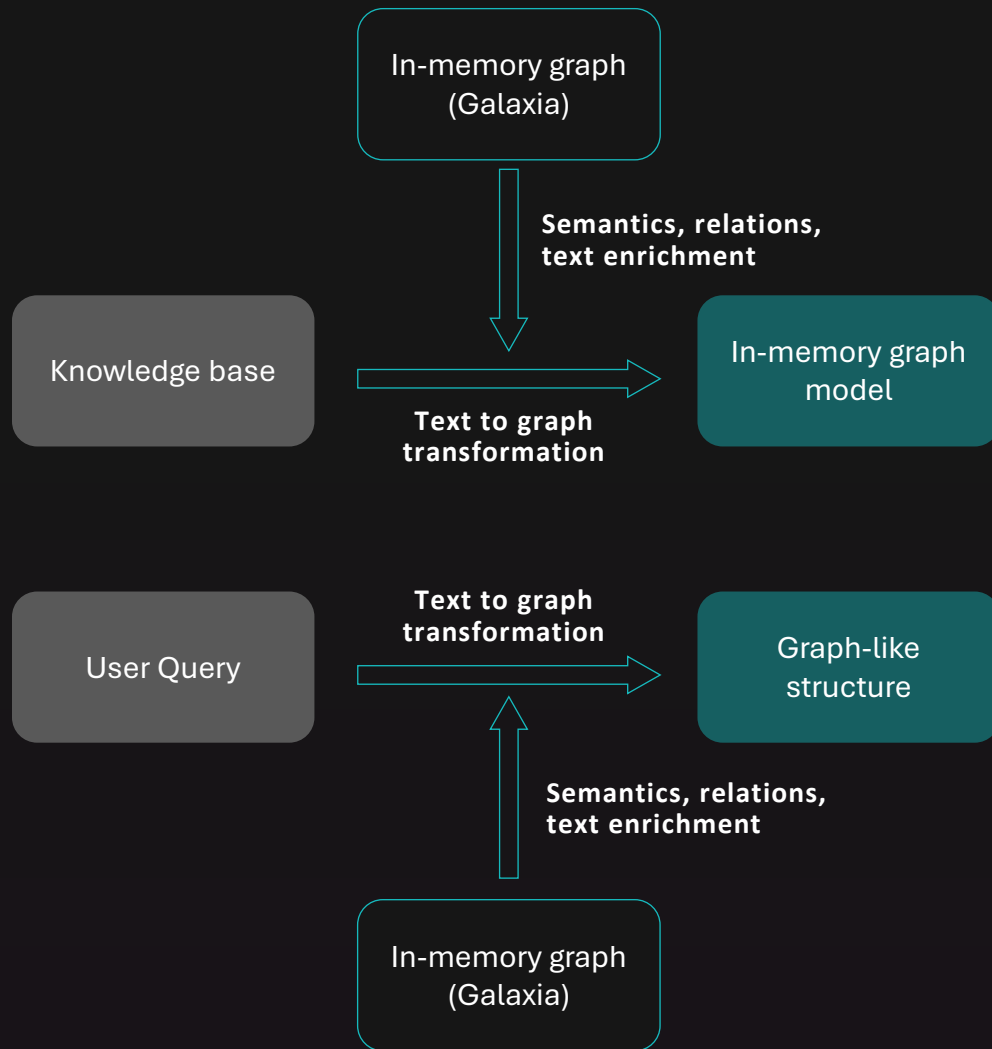 In-memory graph
(Galaxia)
Semantics, relations,
text enrichment
Knowledge base
In-memory graph
model
Text to graph
transformation
Text to graph
transformation
User Query
Graph-like
structure
Semantics, relations,
text enrichment
In-memory graph
(Galaxia)